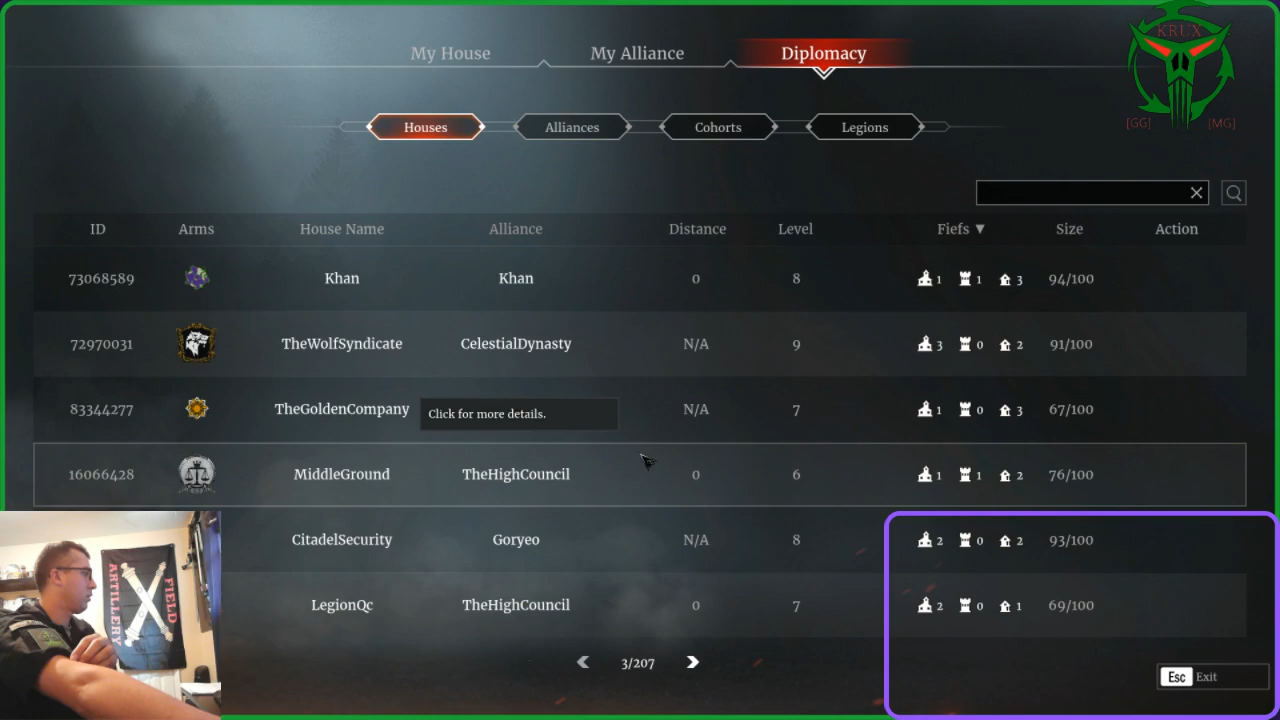 My House My Alliance Diplomacy
KRUX
[GG] [MG]
Houses Alliances Cohorts Legions
ID Arms House Name Alliance Distance Level Fiefs ▼ Size Action
73068589 Khan Khan 0 8 1 1 3 94/100
72970031 TheWolfSyndicate CelestialDynasty N/A 9 3 0 2 91/100
83344277 TheGoldenCompany N/A 7 1 0 3 67/100
Click for more details.
16066428 MiddleGround TheHighCouncil 0 6 1 1 2 76/100
CitadelSecurity Goryeo N/A 8 2 0 2 93/100
LegionQc TheHighCouncil 0 7 2 0 1 69/100
FIELD
ARTILLERY
3/207
Esc Exit